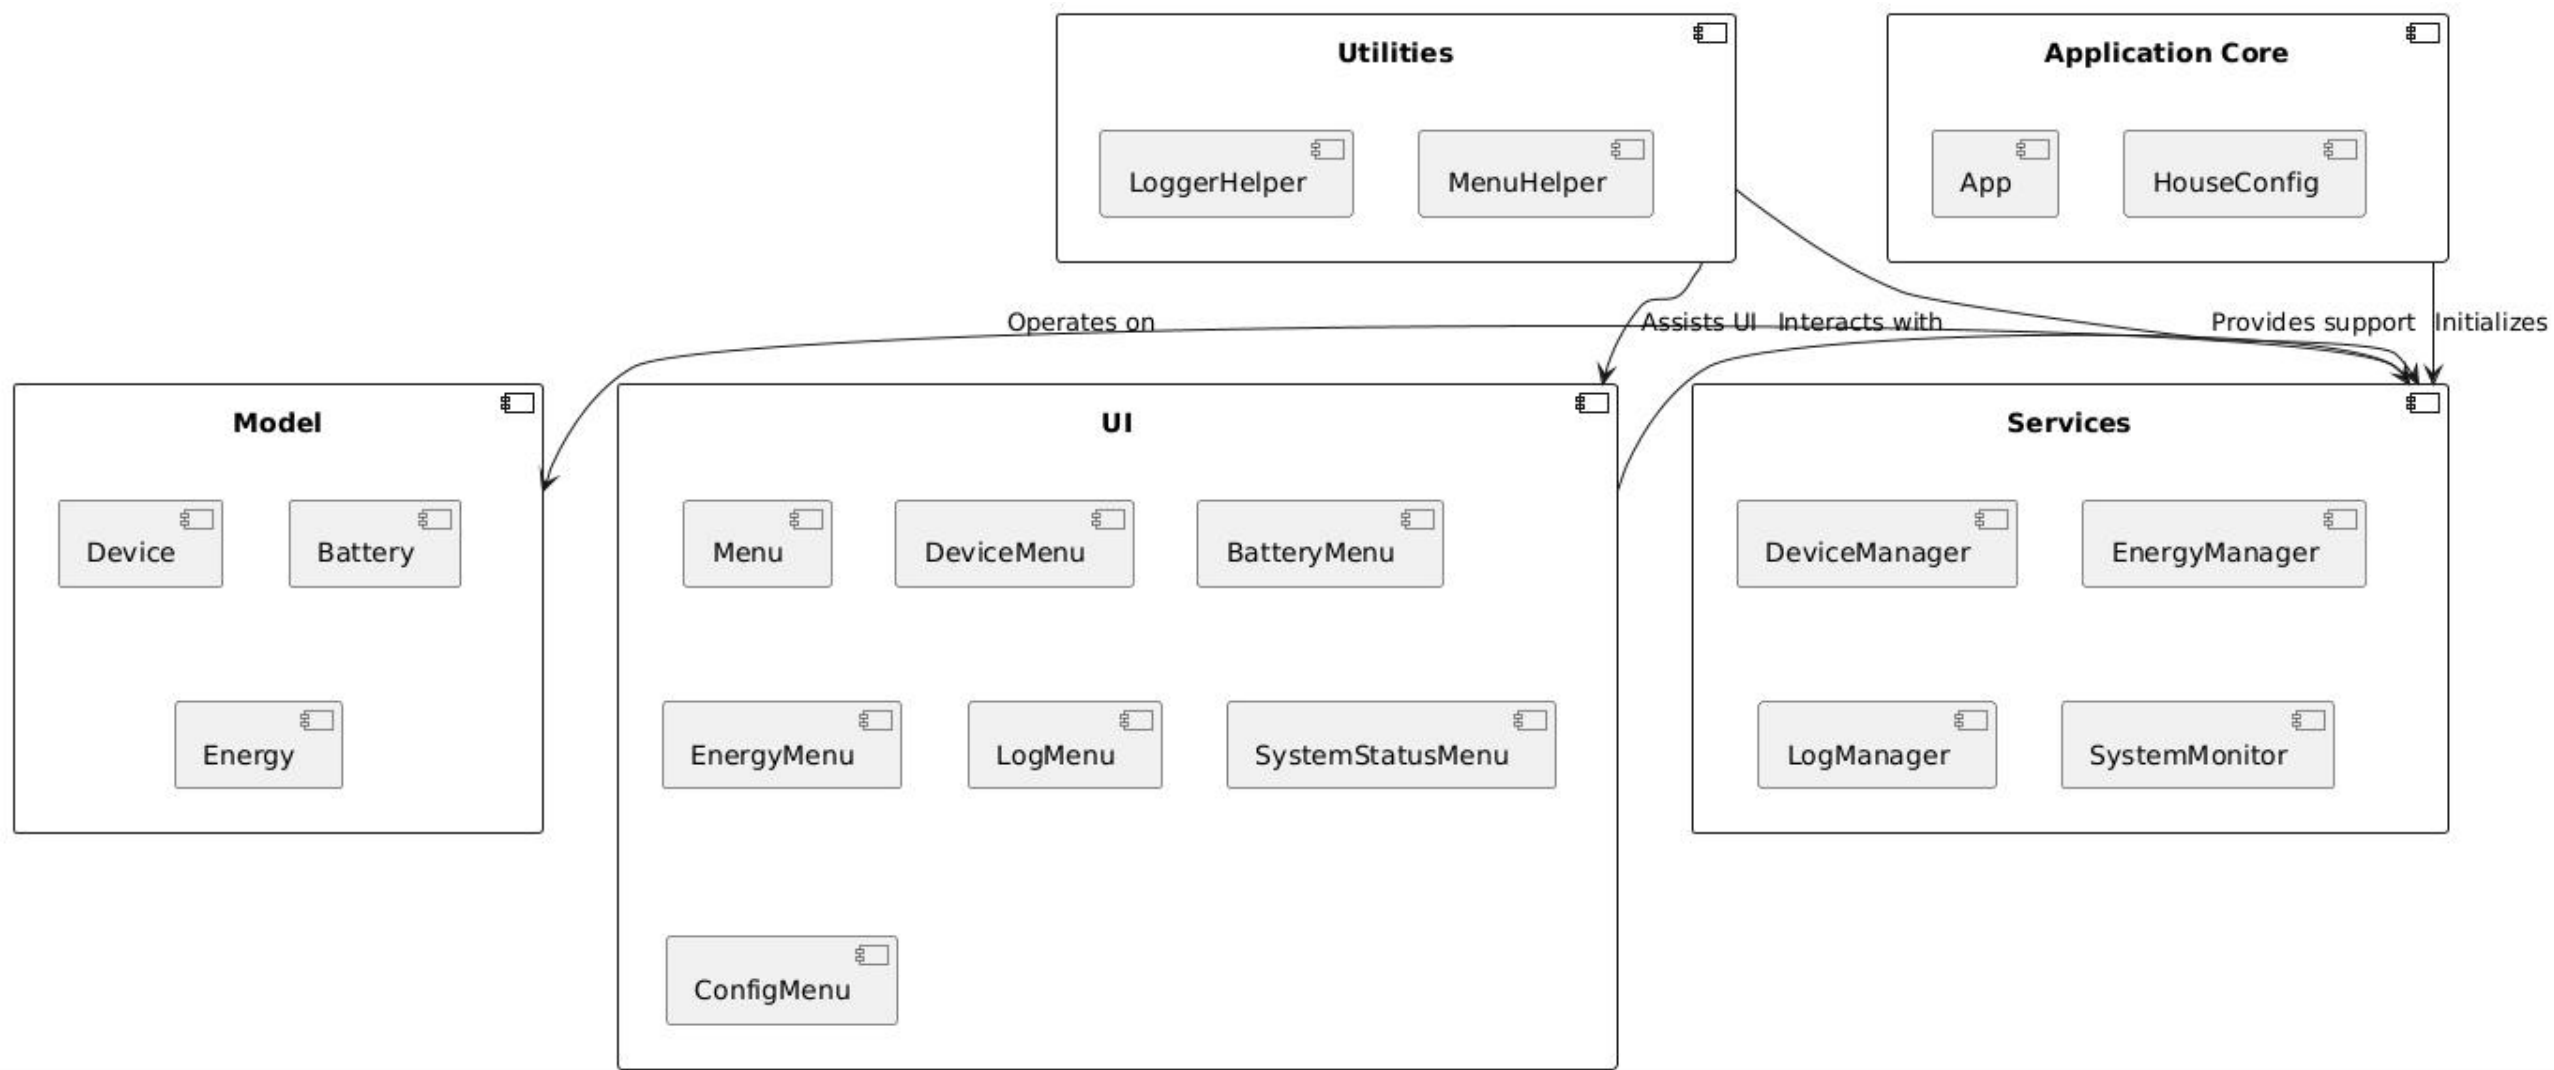 Utilities
Application Core
LoggerHelper
MenuHelper
App
HouseConfig
Operates on
Assists UI
Interacts with
Provides support
Initializes
Model
UI
Services
Device
Battery
Menu
DeviceMenu
BatteryMenu
DeviceManager
EnergyManager
Energy
EnergyMenu
LogMenu
SystemStatusMenu
LogManager
SystemMonitor
ConfigMenu